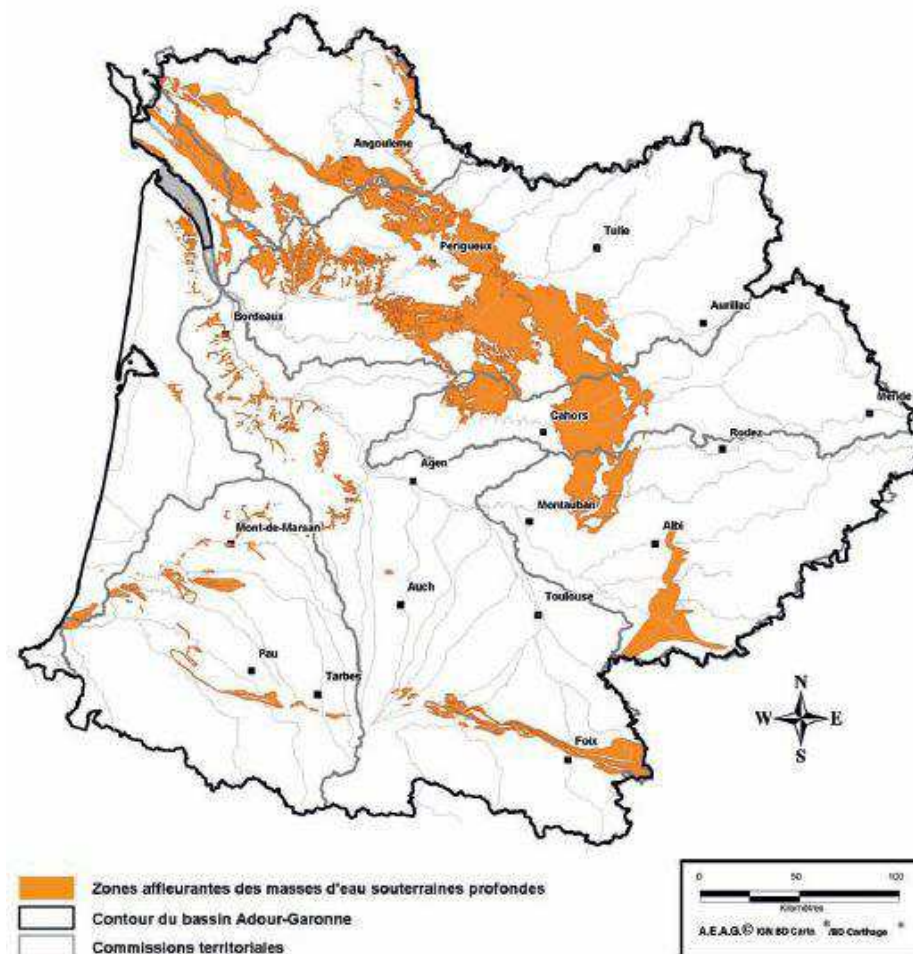 Angouleme
Perigueux
Tulle
Aurillac
Bordeaux
Mende
Cahors
Rodez
Agen
Montauban
Mont-de-Marsan
Albi
Auch
Toulouse
Pau
Tarbes
Foix
N
W E
S
Zones affleurantes des masses d'eau souterraines profondes
Contour du bassin Adour-Garonne
Commissions territoriales
0 50 100
Kilomètres
A.E.A.G.© IGN BD Carto ® /BD Carthage ®